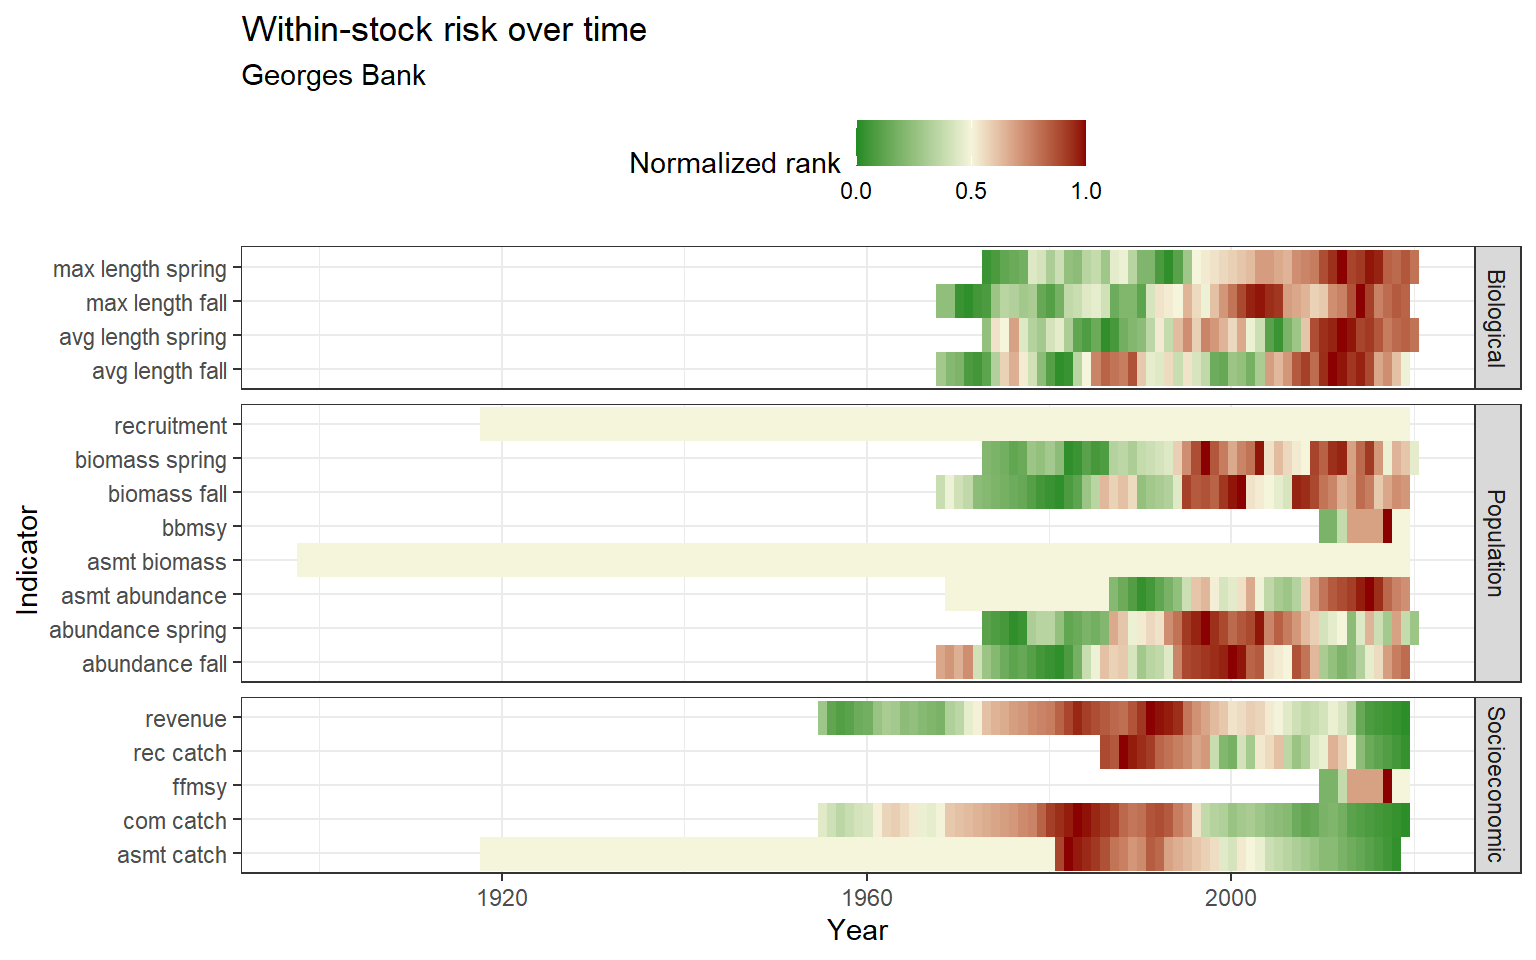 Within-stock risk over time
Georges Bank
Normalized rank
0.0 0.5 1.0
max length spring
max length fall
avg length spring
avg length fall
Biological
recruitment
biomass spring
biomass fall
bbmsy
asmt biomass
asmt abundance
abundance spring
abundance fall
Population
revenue
rec catch
ffmsy
com catch
asmt catch
Socioeconomic
Indicator
1920 1960 2000
Year